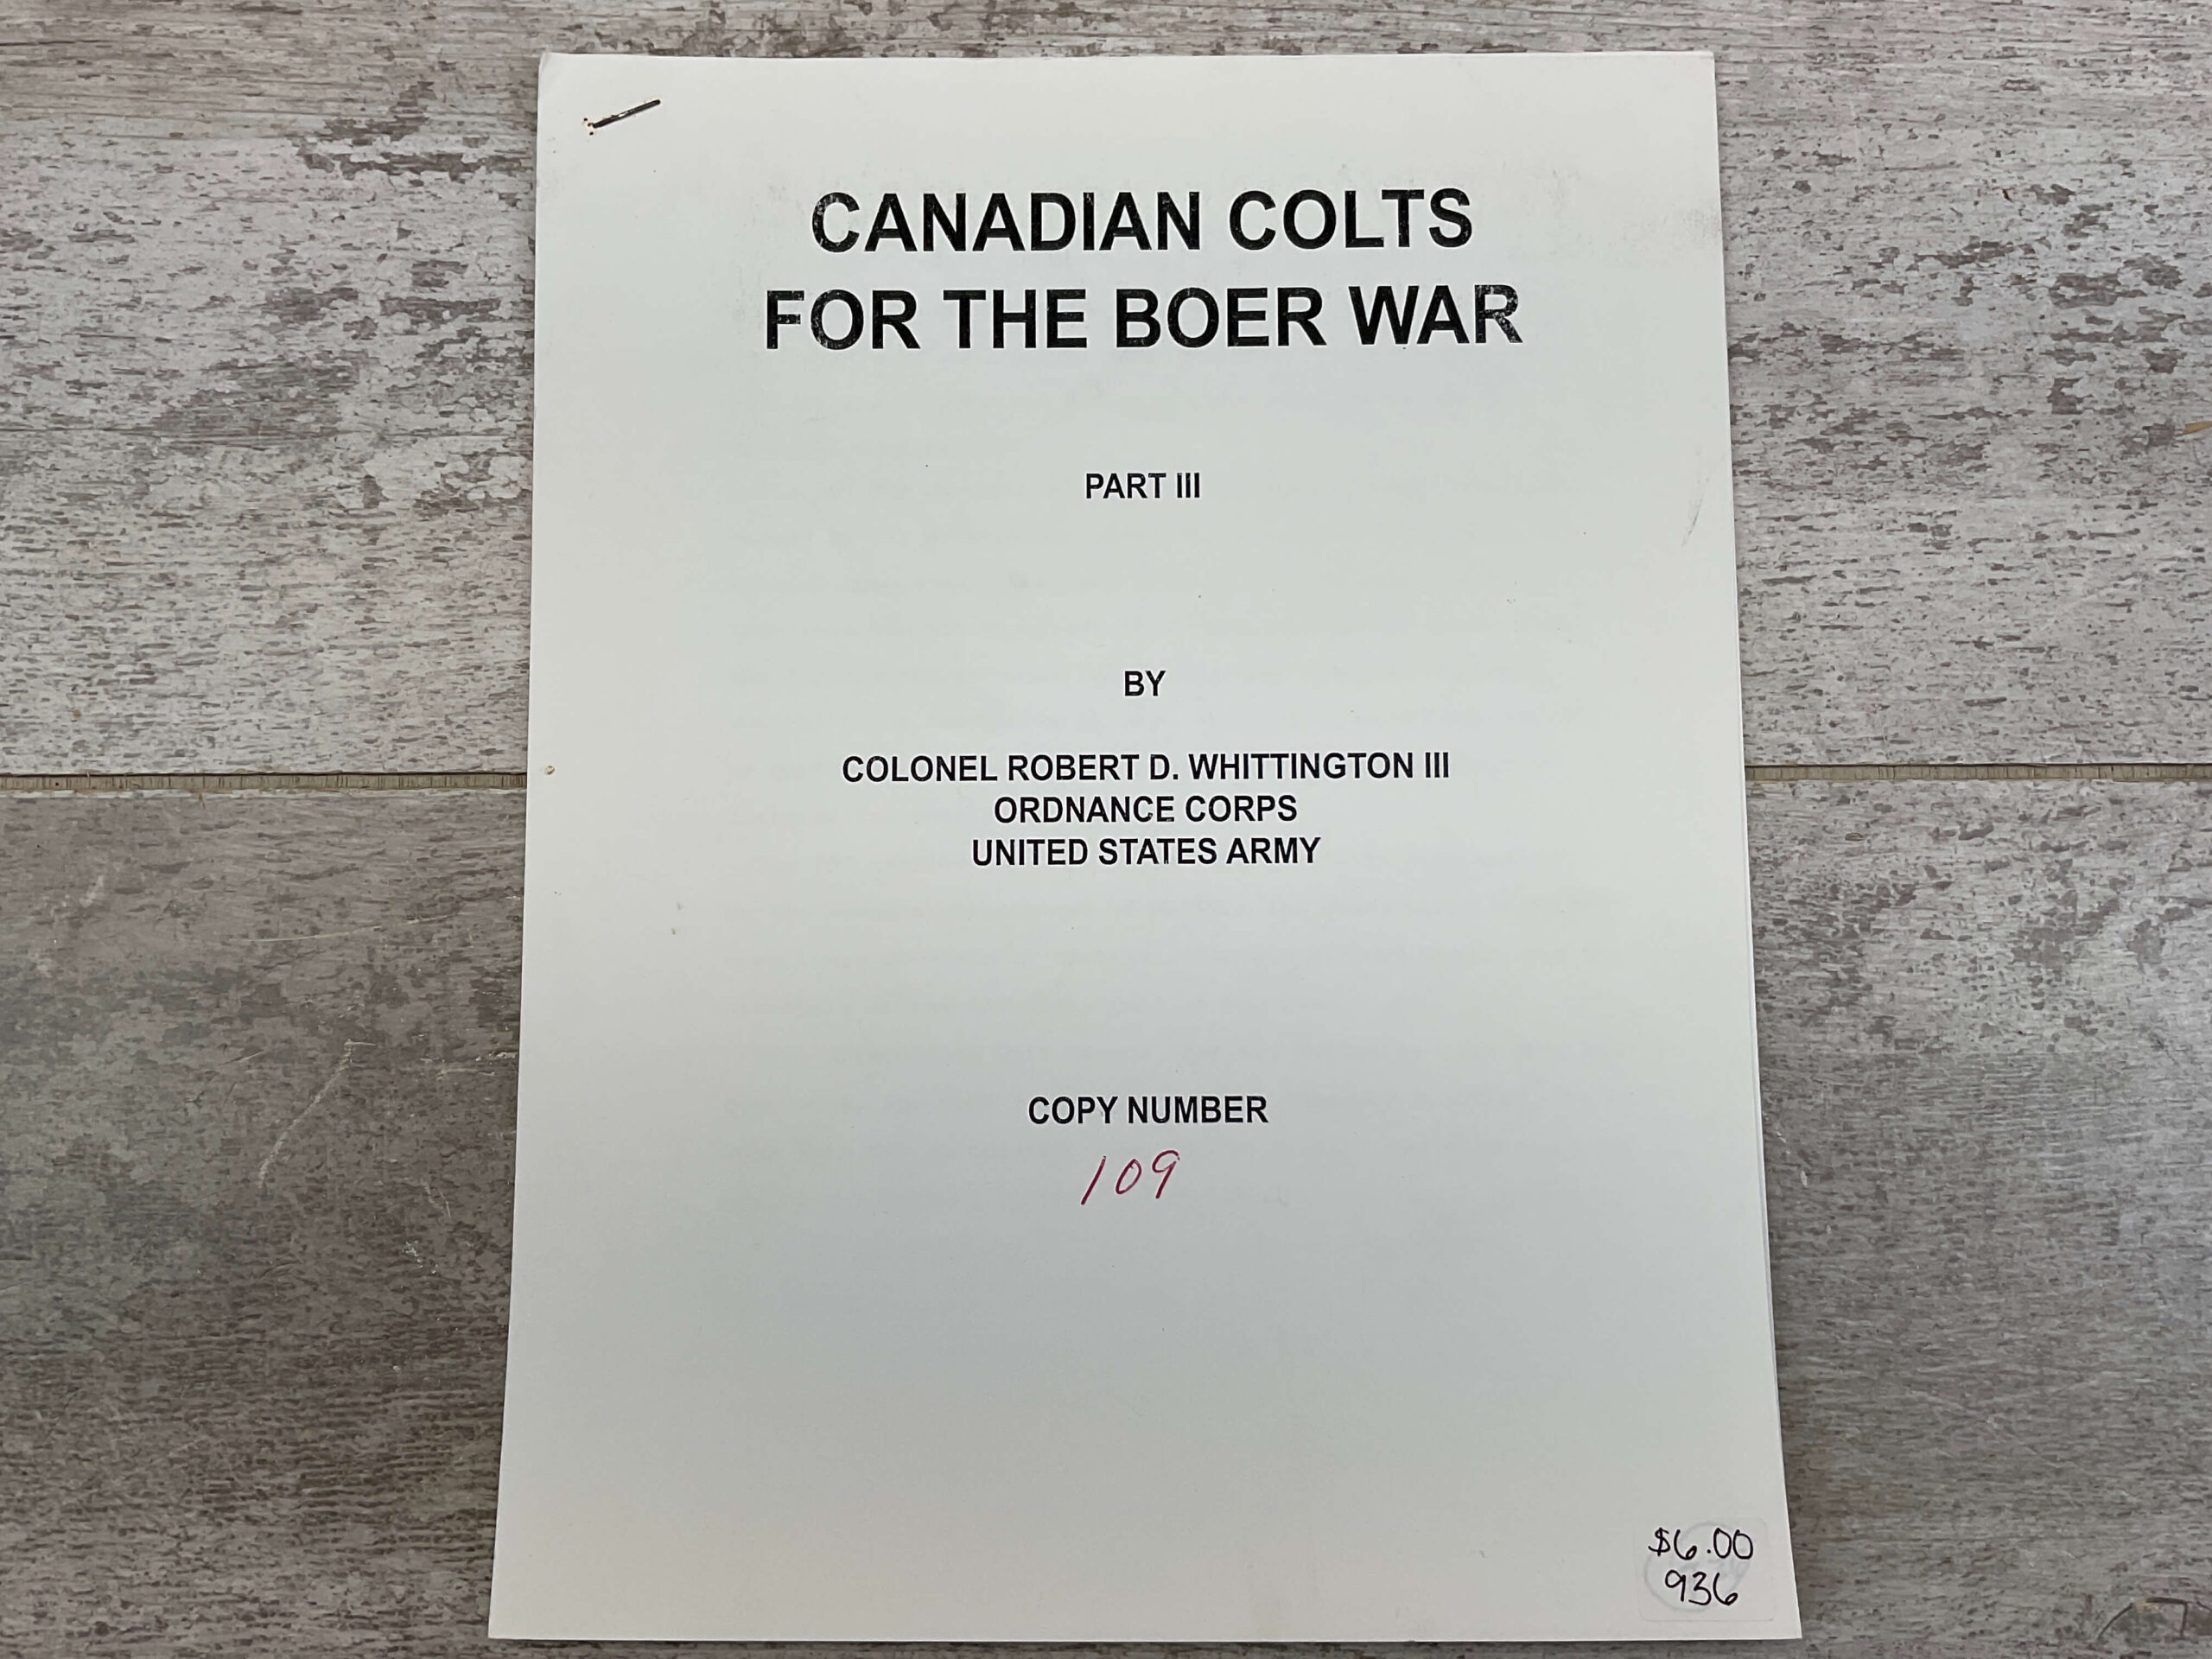 CANADIAN COLTS
FOR THE BOER WAR
PART III
BY
COLONEL ROBERT D. WHITTINGTON III
ORDNANCE CORPS
UNITED STATES ARMY
COPY NUMBER
109
$6.00
936